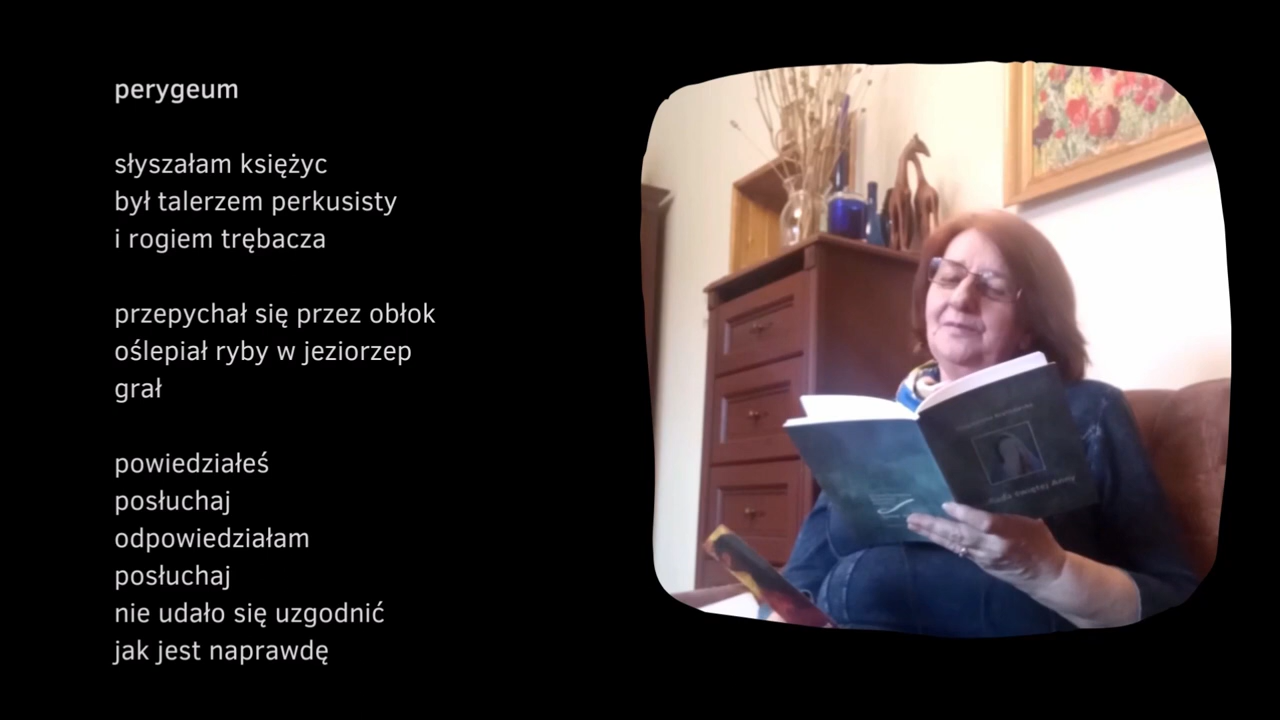 perygeum
słyszałam księżyc
był talerzem perkusisty
i rogiem trębacza
przepychał się przez obłok
oślepiał ryby w jeziorzep
grał
powiedziałeś
posłuchaj
odpowiedziałam
posłuchaj
nie udało się uzgodnić
jak jest naprawdę